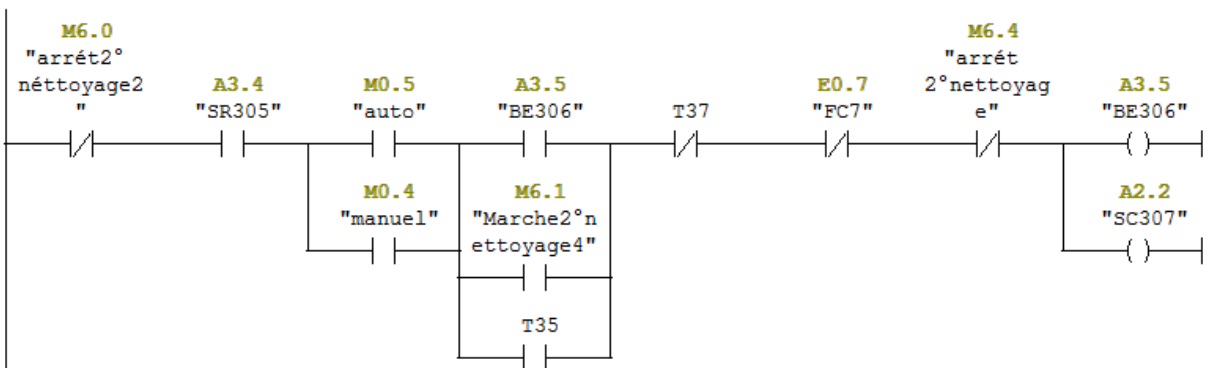 M6.0
"arrét2°
néttoyage2
"
A3.4
"SR305"
M0.5
"auto"
A3.5
"BE306"
T37
E0.7
"FC7"
M6.4
"arrét
2°nettoyag
e"
A3.5
"BE306"
M0.4
"manuel"
M6.1
"Marche2°n
ettoyage4"
A2.2
"SC307"
T35